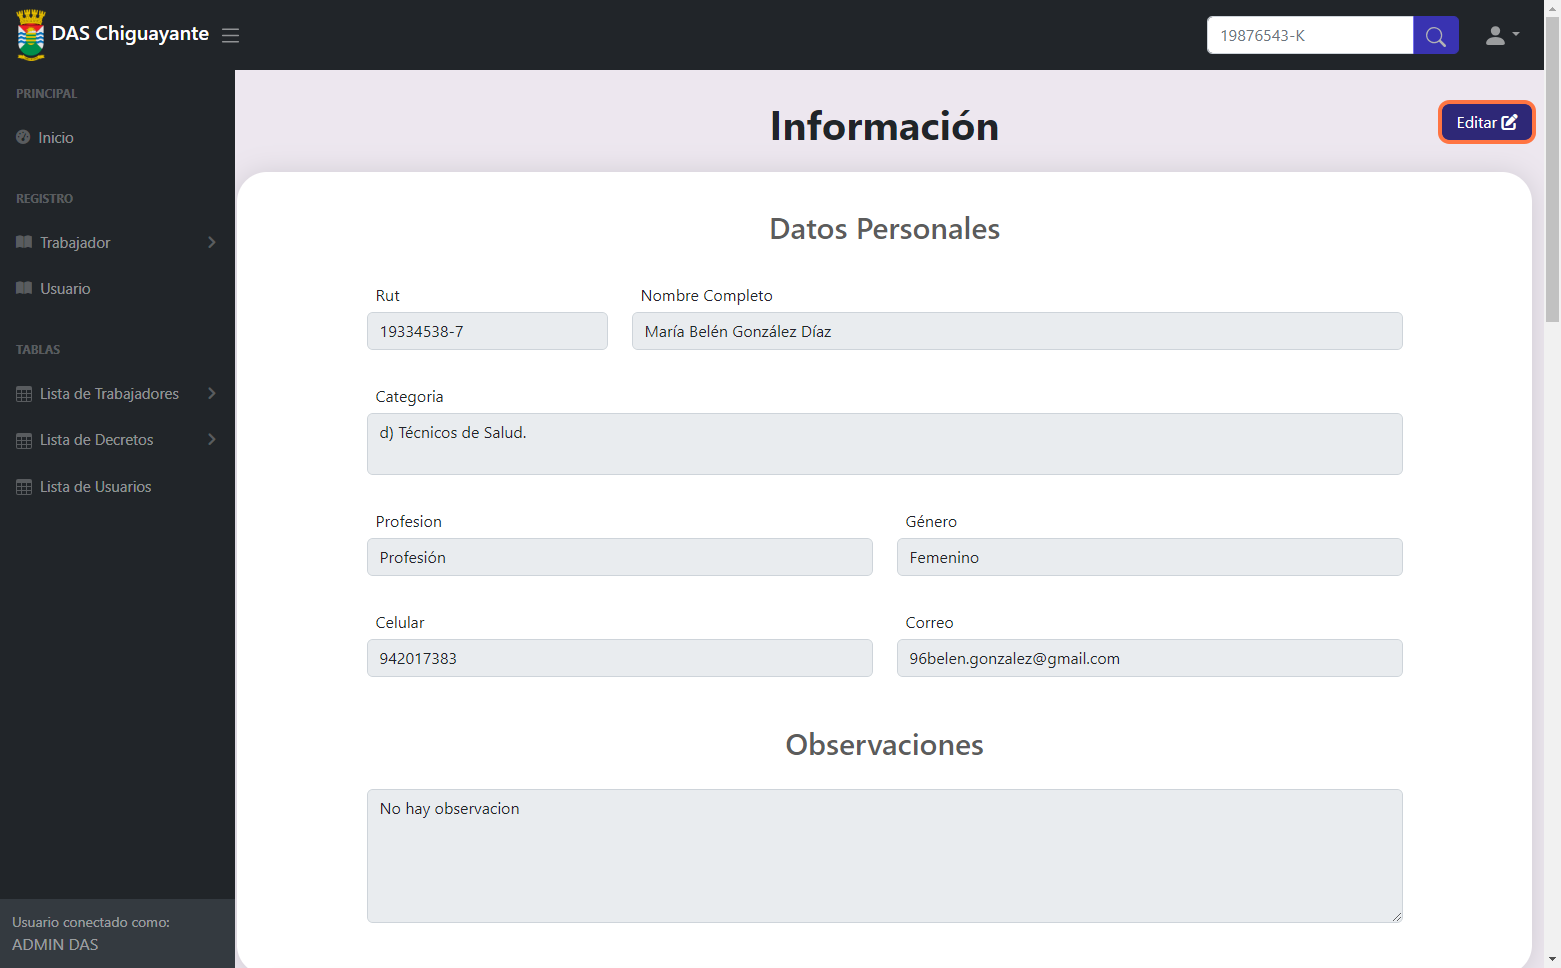 DAS Chiguayante
19876543-K
PRINCIPAL
Inicio
REGISTRO
Trabajador
Usuario
TABLAS
Lista de Trabajadores
Lista de Decretos
Lista de Usuarios
Usuario conectado como:
ADMIN DAS
Información
Editar
Datos Personales
Rut
Nombre Completo
19334538-7
María Belén González Díaz
Categoria
d) Técnicos de Salud.
Profesion
Género
Profesión
Femenino
Celular
Correo
942017383
96belen.gonzalez@gmail.com
Observaciones
No hay observacion